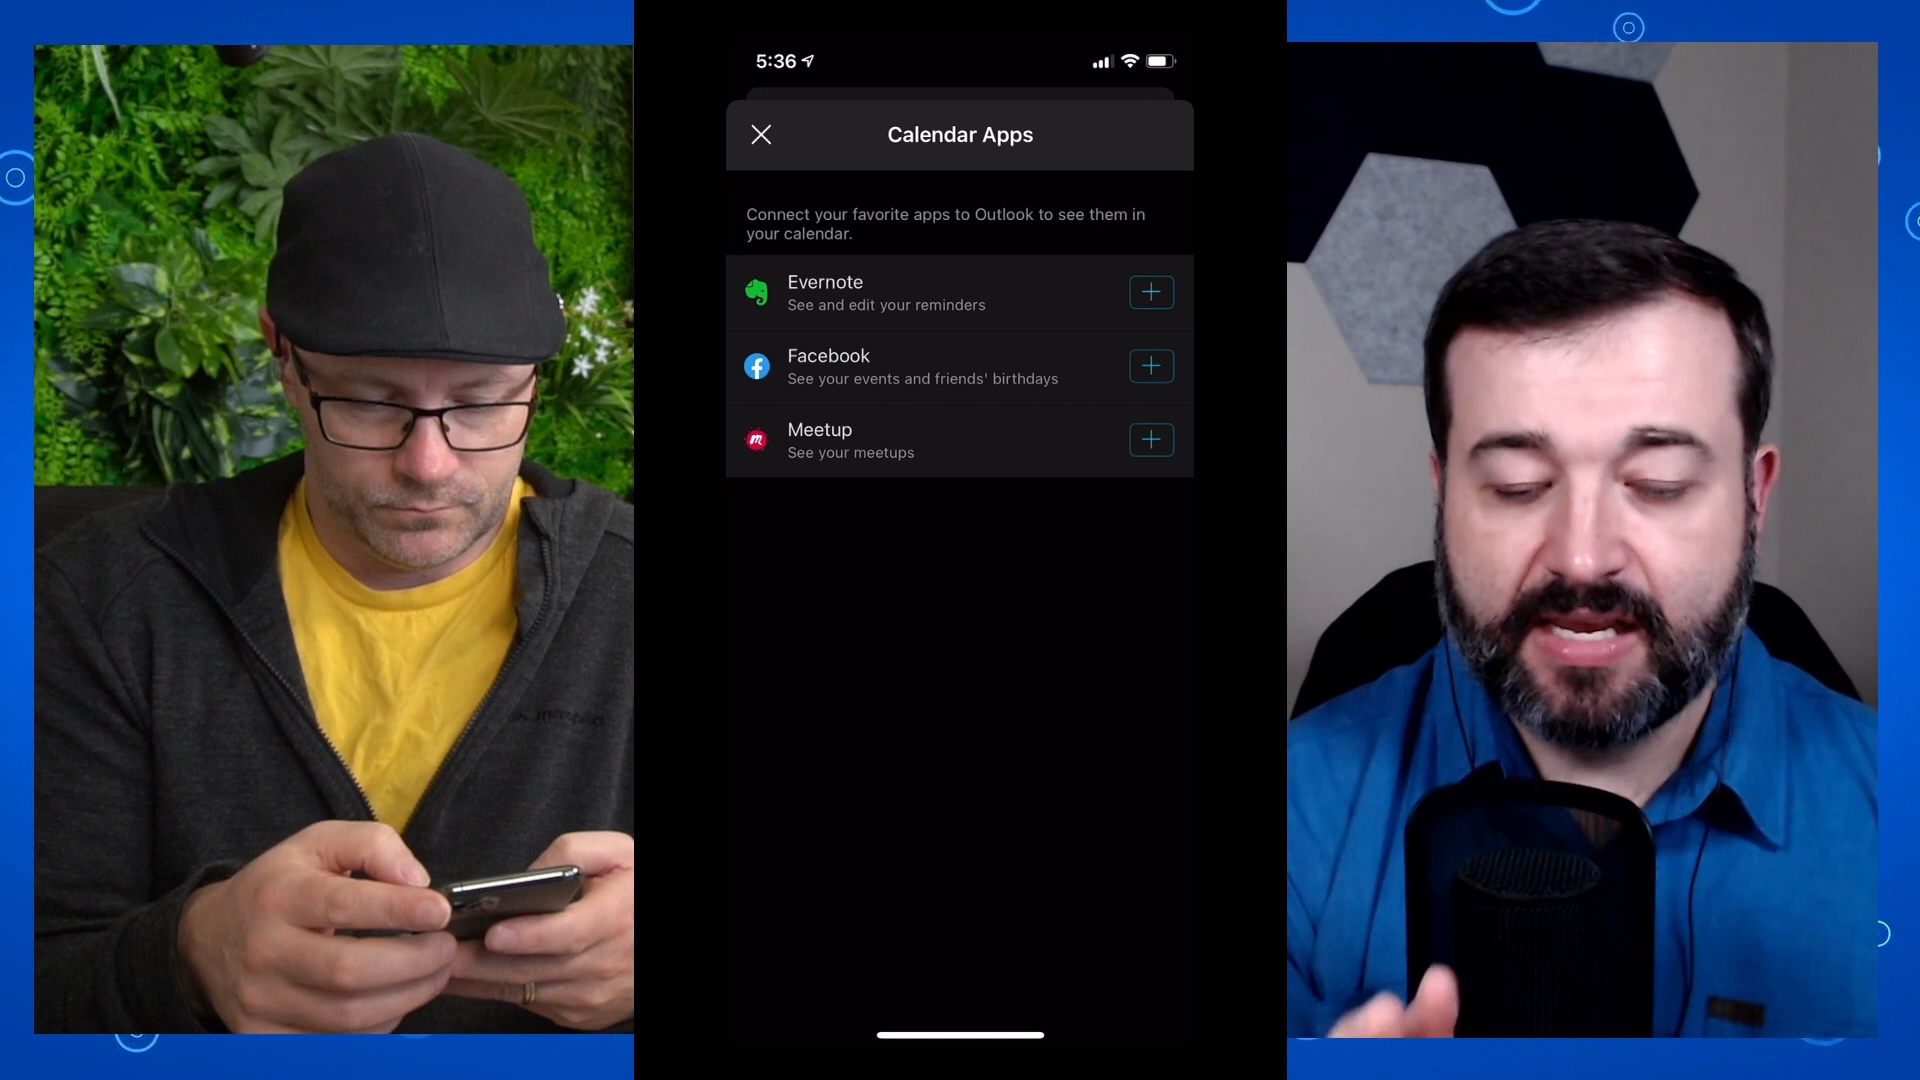 5:36
Calendar Apps
Connect your favorite apps to Outlook to see them in
your calendar.
Evernote
See and edit your reminders
Facebook
See your events and friends' birthdays
Meetup
See your meetups